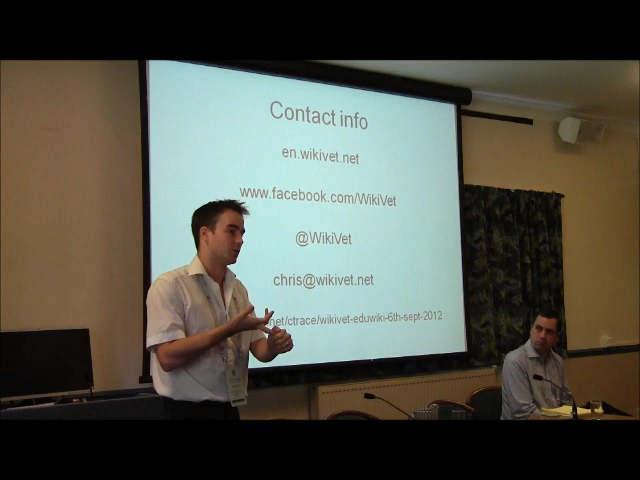 Contact info
en.wikivet.net
www.facebook.com/WikiVet
@WikiVet
chris@wikivet.net
net/ctrace/wikivet-eduwiki-6th-sept-2012